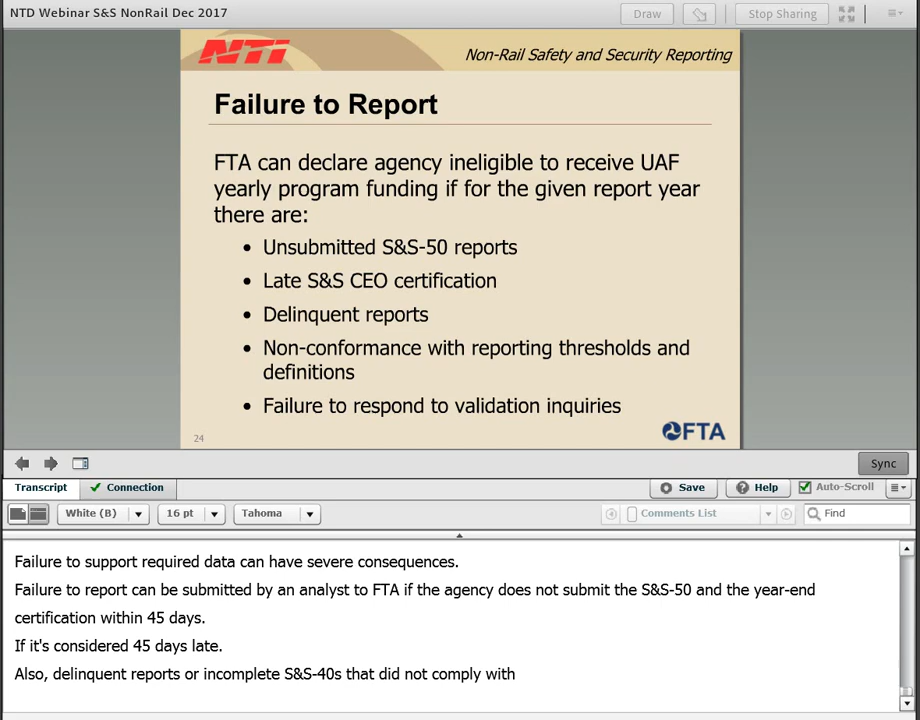 NTD Webinar S&S NonRail Dec 2017
Draw
Stop Sharing
NTI
Non-Rail Safety and Security Reporting
Failure to Report
FTA can declare agency ineligible to receive UAF
yearly program funding if for the given report year
there are:
• Unsubmitted S&S-50 reports
• Late S&S CEO certification
• Delinquent reports
• Non-conformance with reporting thresholds and
definitions
• Failure to respond to validation inquiries
24
FTA
Sync
Transcript
Connection
Save
Help
Auto-Scroll
White (B)
16 pt
Tahoma
Comments List
Find
Failure to support required data can have severe consequences.
Failure to report can be submitted by an analyst to FTA if the agency does not submit the S&S-50 and the year-end
certification within 45 days.
If it's considered 45 days late.
Also, delinquent reports or incomplete S&S-40s that did not comply with